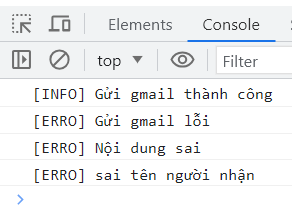 Elements
Console
top
Filter
[INFO] Gửi gmail thành công
[ERRO] Gửi gmail lỗi
[ERRO] Nội dung sai
[ERRO] sai tên người nhận